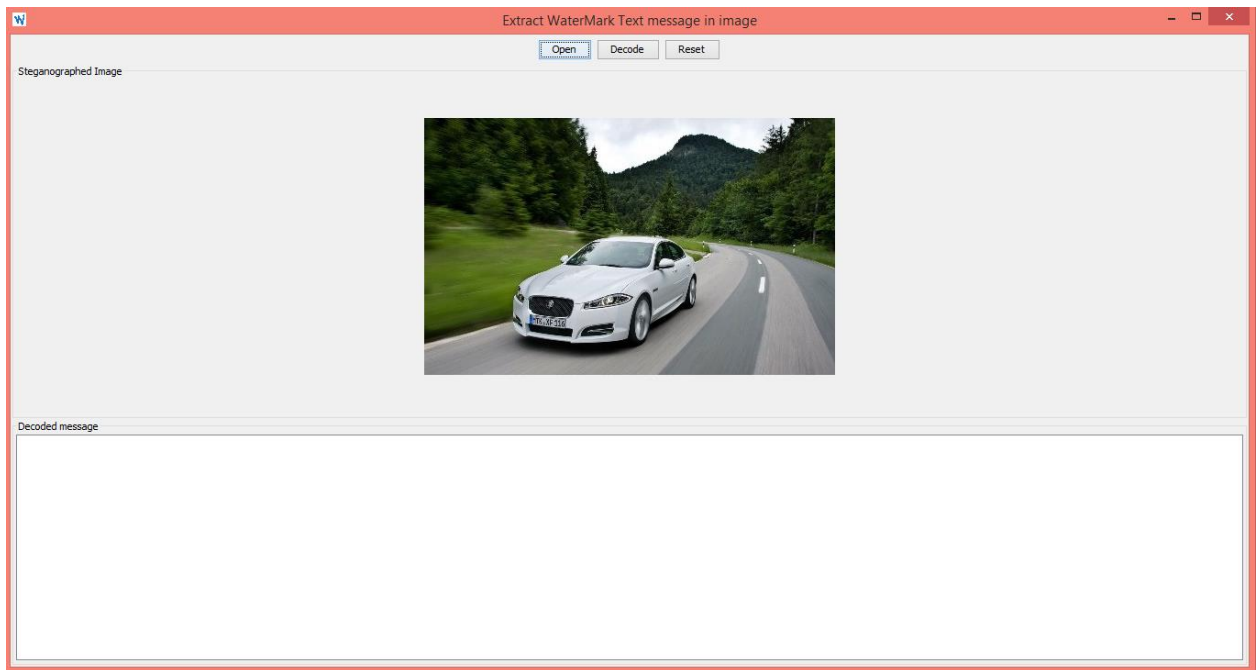 Extract WaterMark Text message in image
Open Decode Reset
Steganographed Image
Decoded message